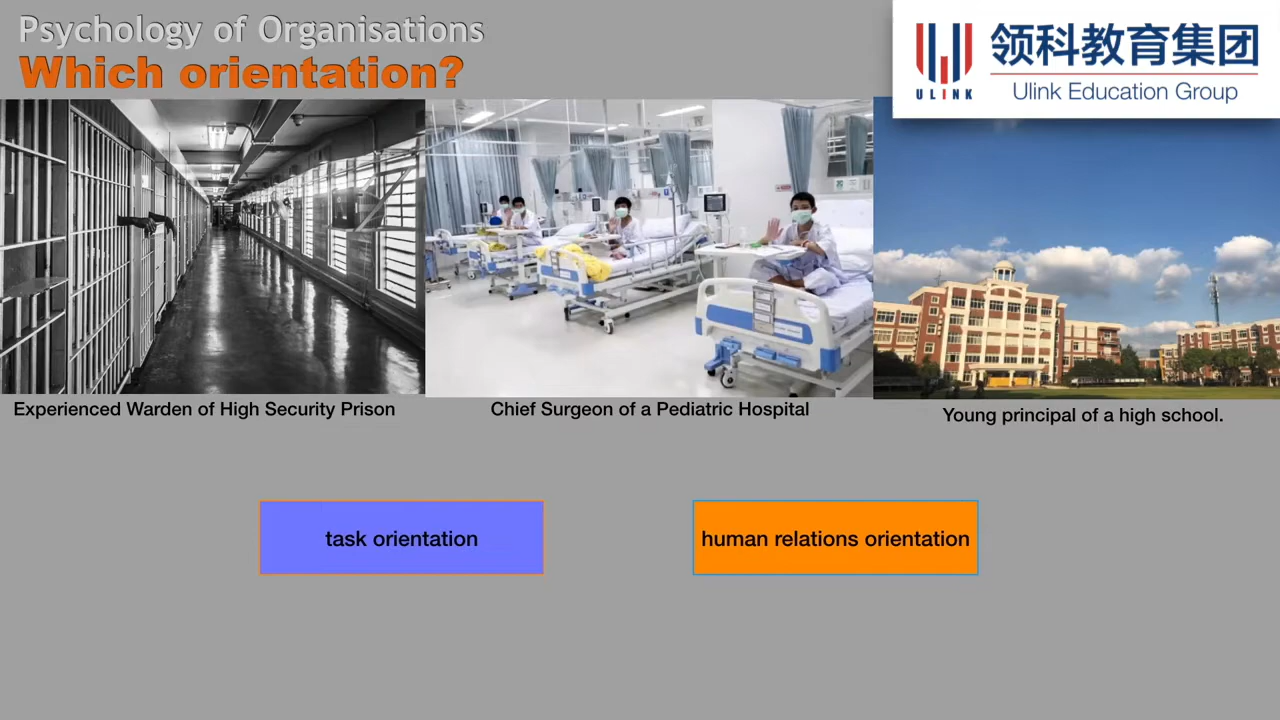 Psychology of Organisations
Which orientation?
ULINK
领科教育集团
Ulink Education Group
Experienced Warden of High Security Prison
Chief Surgeon of a Pediatric Hospital
Young principal of a high school.
task orientation
human relations orientation